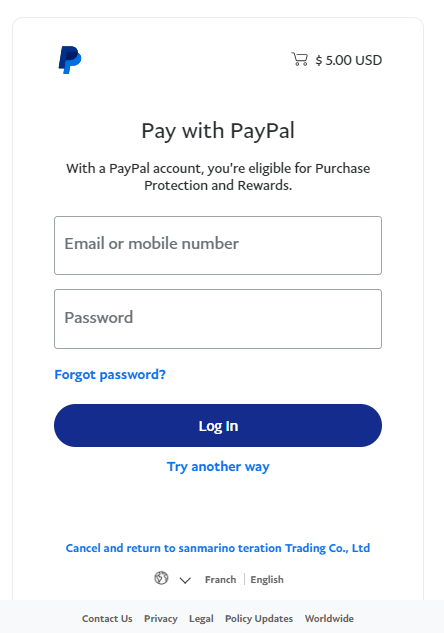 $ 5.00 USD
Pay with PayPal
With a PayPal account, you're eligible for Purchase
Protection and Rewards.
Email or mobile number
Password
Forgot password?
Log In
Try another way
Cancel and return to sanmarino teration Trading Co., Ltd
Franch English
Contact Us Privacy Legal Policy Updates Worldwide